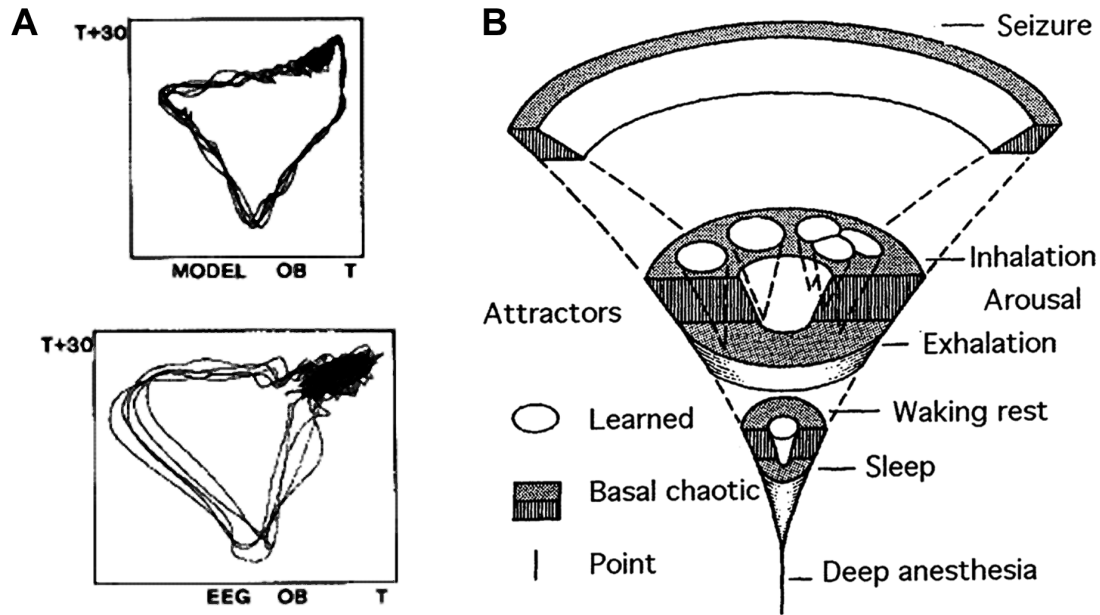 A
T+30
MODEL OB T
T+30
EEG OB T
B
Seizure
Inhalation
Arousal
Attractors
Exhalation
Learned
Waking rest
Sleep
Basal chaotic
Point
Deep anesthesia